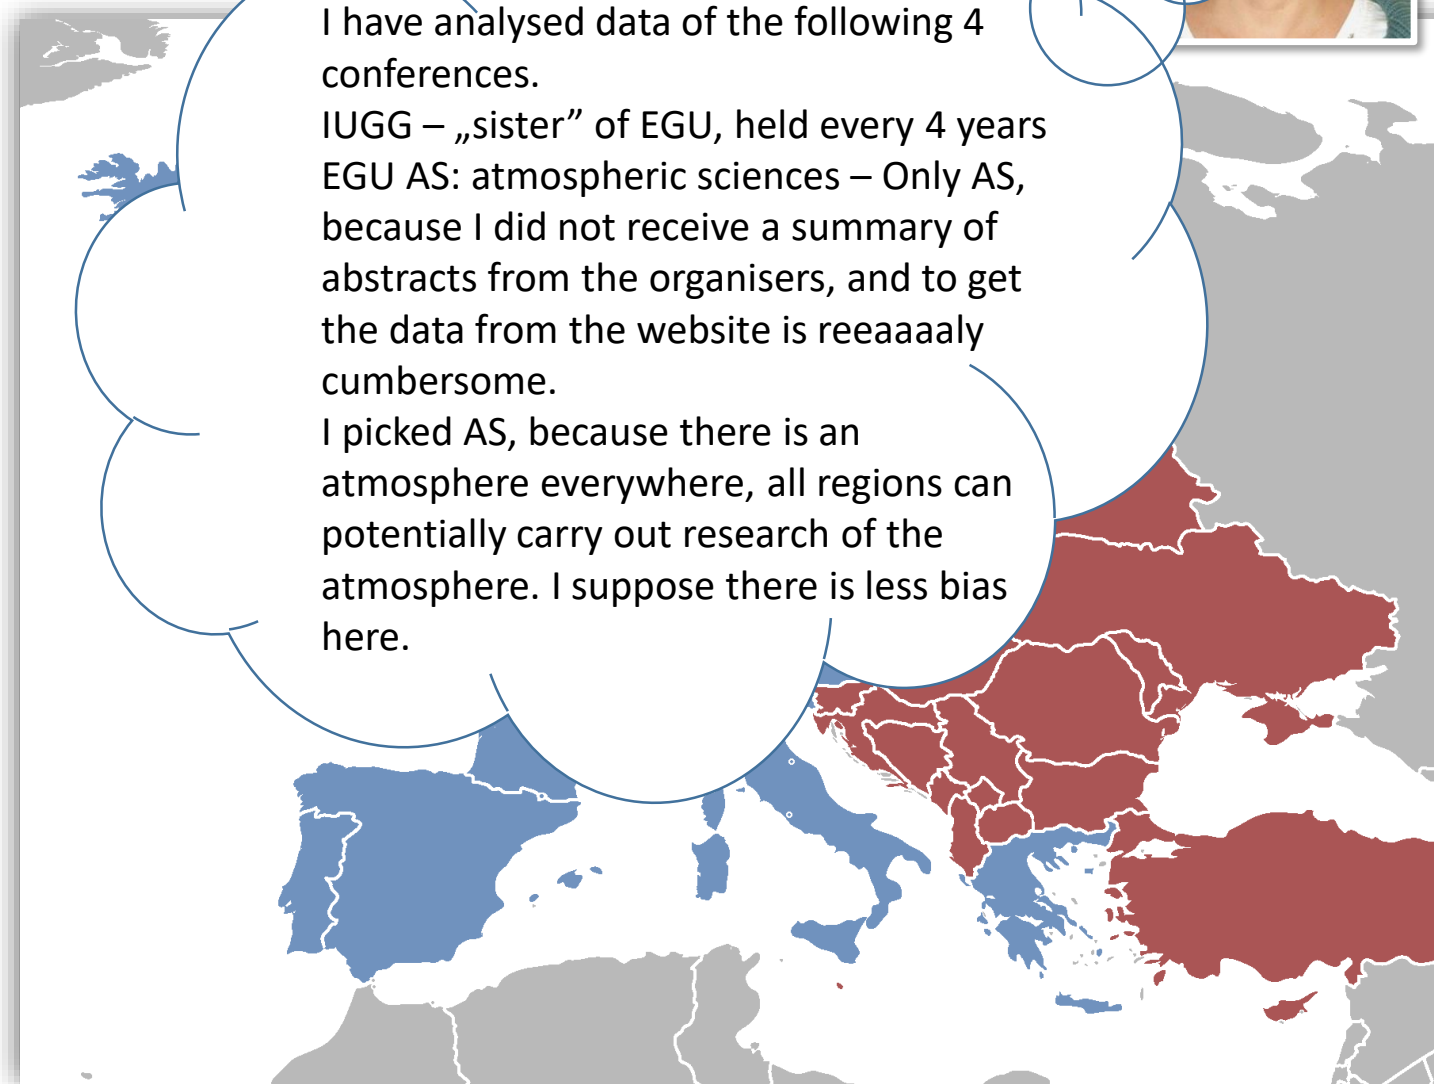 I have analysed data of the following 4
conferences.
IUGG – „sister” of EGU, held every 4 years
EGU AS: atmospheric sciences – Only AS,
because I did not receive a summary of
abstracts from the organisers, and to get
the data from the website is reeaaaaly
cumbersome.
I picked AS, because there is an
atmosphere everywhere, all regions can
potentially carry out research of the
atmosphere. I suppose there is less bias
here.